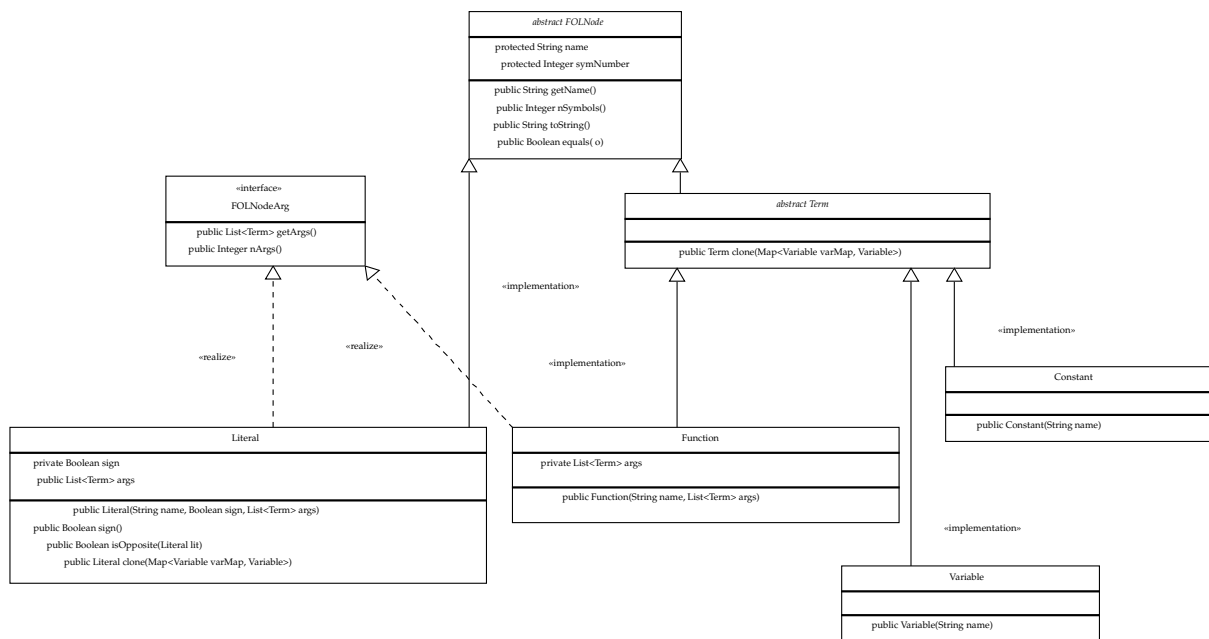 abstract FOLNode
protected String name
protected Integer symNumber
public String getName()
public Integer nSymbols()
public String toString()
public Boolean equals( o)
«interface»
FOLNodeArg
public List<Term> getArgs()
public Integer nArgs()
abstract Term
public Term clone(Map<Variable varMap, Variable>)
«implementation»
«implementation»
«realize»
«realize»
«implementation»
Constant
public Constant(String name)
Literal
private Boolean sign
public List<Term> args
public Literal(String name, Boolean sign, List<Term> args)
public Boolean sign()
public Boolean isOpposite(Literal lit)
public Literal clone(Map<Variable varMap, Variable>)
Function
private List<Term> args
public Function(String name, List<Term> args)
«implementation»
Variable
public Variable(String name)